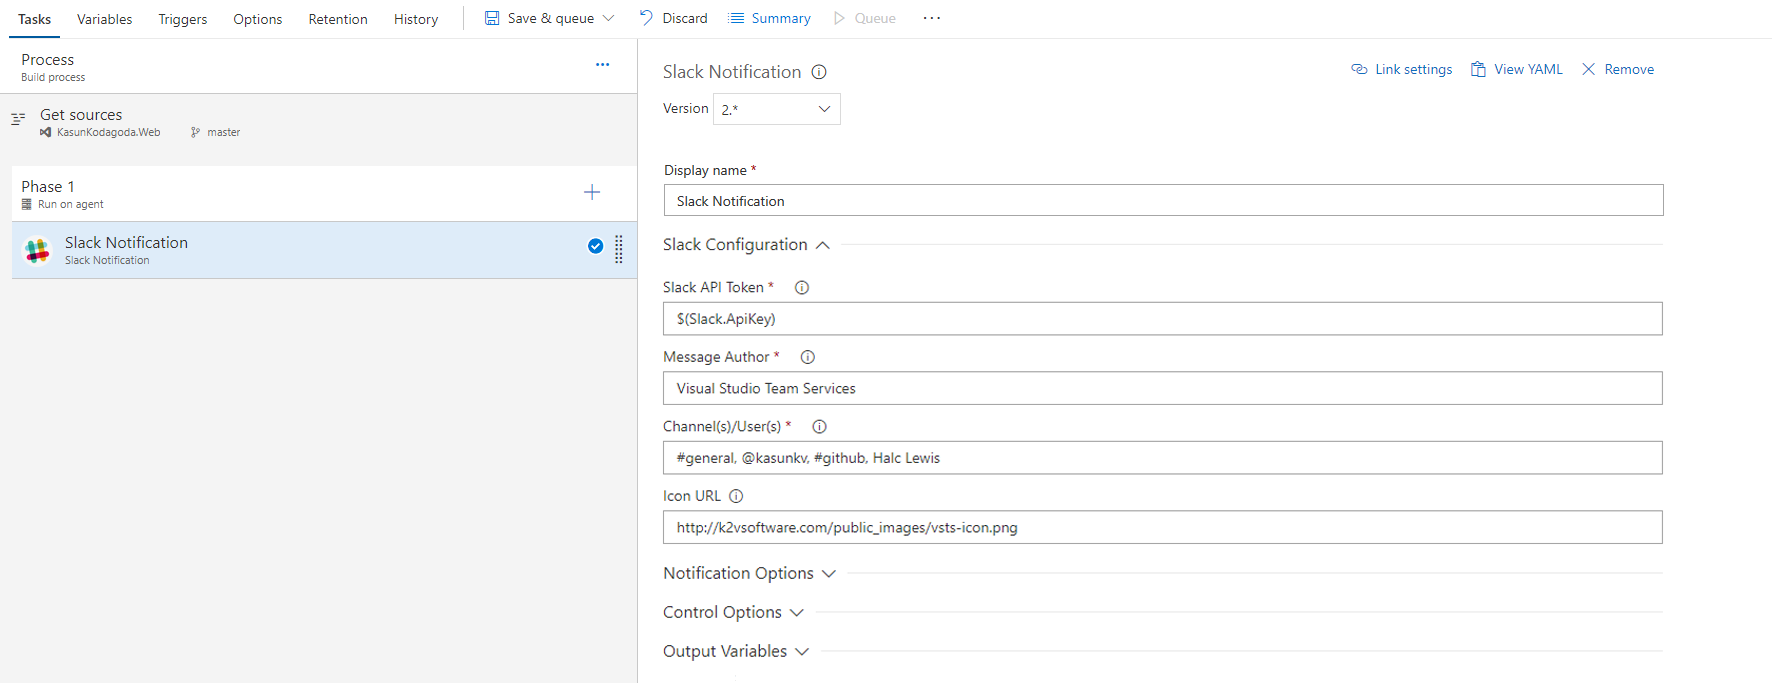 Tasks Variables Triggers Options Retention History Save & queue Discard Summary Queue ...
Process
Build process
Get sources
KasunKodagoda.Web master
Phase 1
Run on agent
Slack Notification
Slack Notification
Slack Notification Link settings View YAML Remove
Version 2.*
Display name *
Slack Notification
Slack Configuration
Slack API Token *
$(Slack.ApiKey)
Message Author *
Visual Studio Team Services
Channel(s)/User(s) *
#general, @kasunkv, #github, Halc Lewis
Icon URL
http://k2vsoftware.com/public_images/vsts-icon.png
Notification Options
Control Options
Output Variables